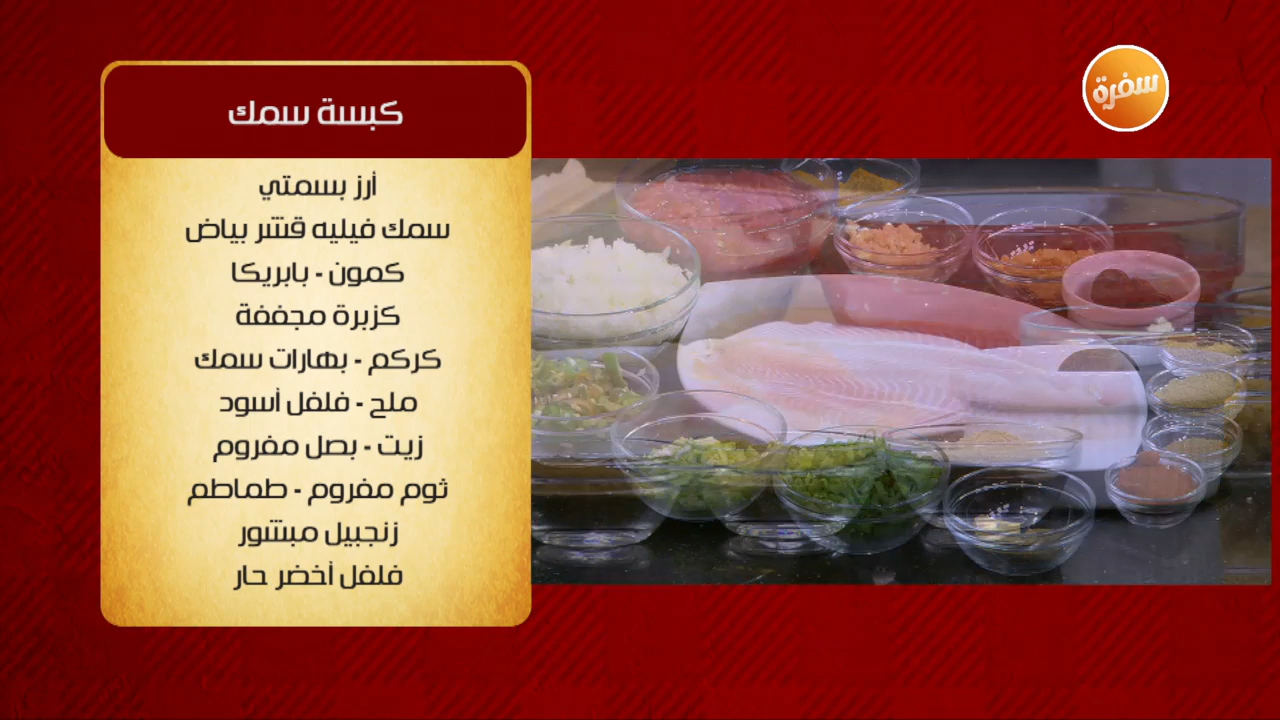 سفرة
كبسة سمك
أرز بسمتي
سمك فيليه قشر بياض
كمون - بابريكا
كزبرة مجففة
كركم - بهارات سمك
ملح - فلفل أسود
زيت - بصل مفروم
ثوم مفروم - طماطم
زنجبيل مبشور
فلفل أخضر حار